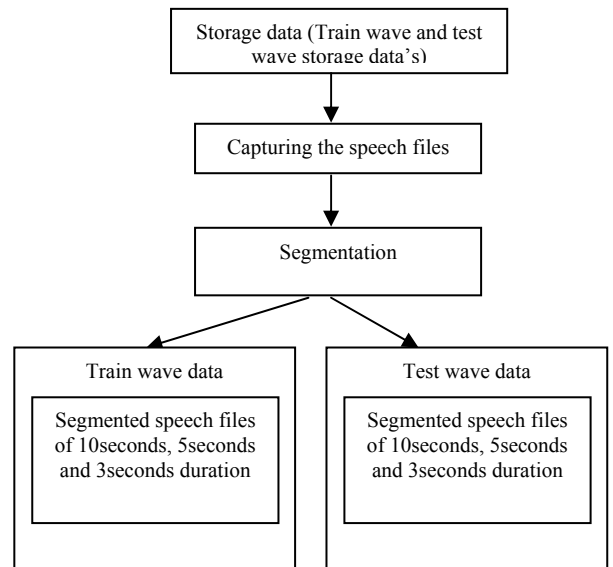 Storage data (Train wave and test
wave storage data's)
Capturing the speech files
Segmentation
Train wave data
Segmented speech files
of 10seconds, 5seconds
and 3seconds duration
Test wave data
Segmented speech files
of 10seconds, 5seconds
and 3seconds duration